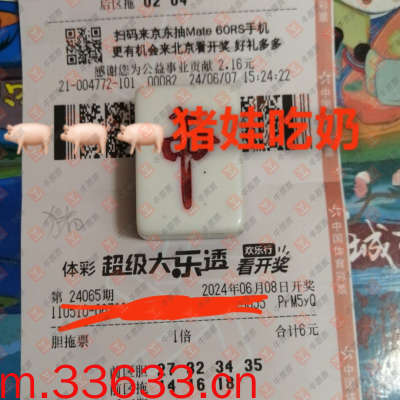 后区拖 02 04
扫码来京东抽Mate 60RS手机
更有机会来北京看开奖 好礼多多
感谢您为公益事业贡献 2.16元
21-004772-101 00082 24/06/07 15:24:22
猪娃吃奶
体彩 超级大乐透 欢乐行 看开奖
第 24065期 2024年06月08日开奖
PrM5yQ
胆拖票 1倍 合计6元
27 32 34 35
m.33633.cn